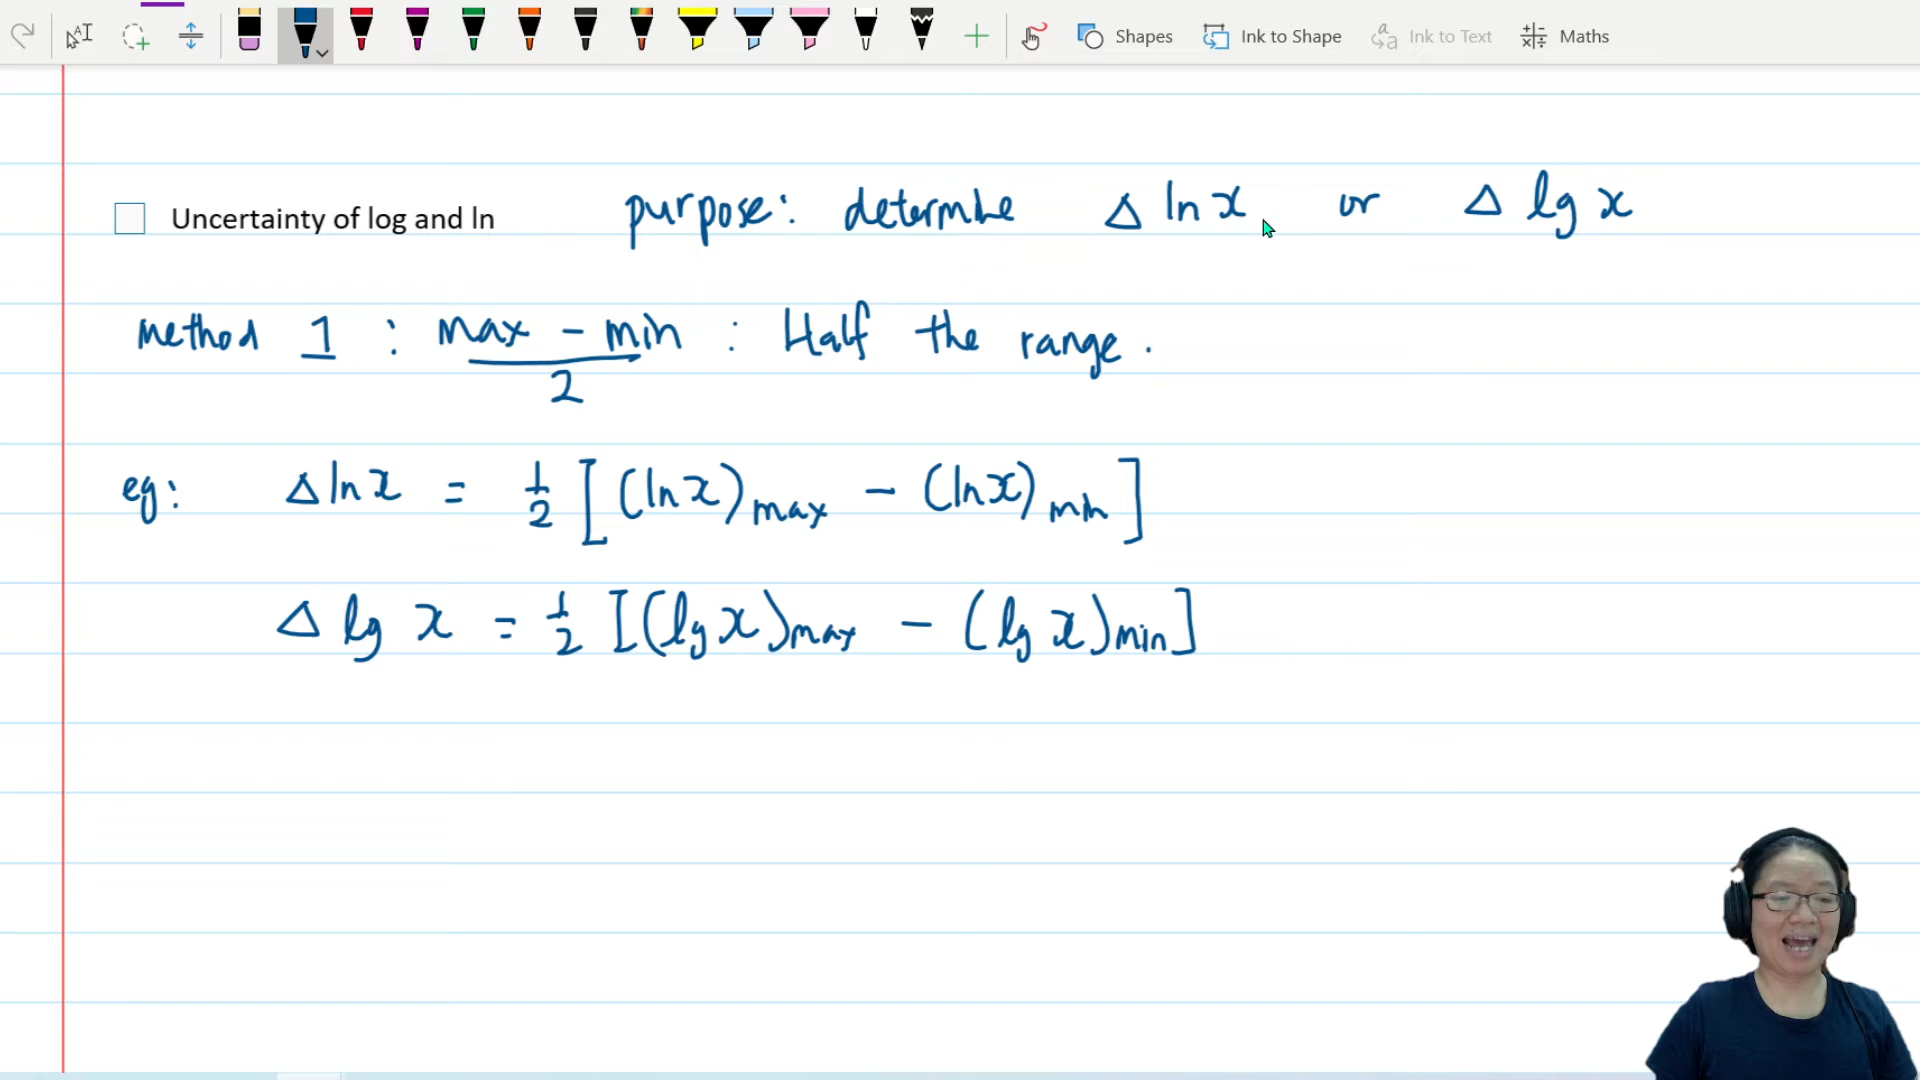 Shapes Ink to Shape Ink to Text Maths
Uncertainty of log and ln purpose: determine Δ ln x or Δ lg x
method 1 : max − min / 2 : Half the range.
eg: Δ ln x = 1/2 [(ln x)max − (ln x)min]
Δ lg x = 1/2 [(lg x)max − (lg x)min]